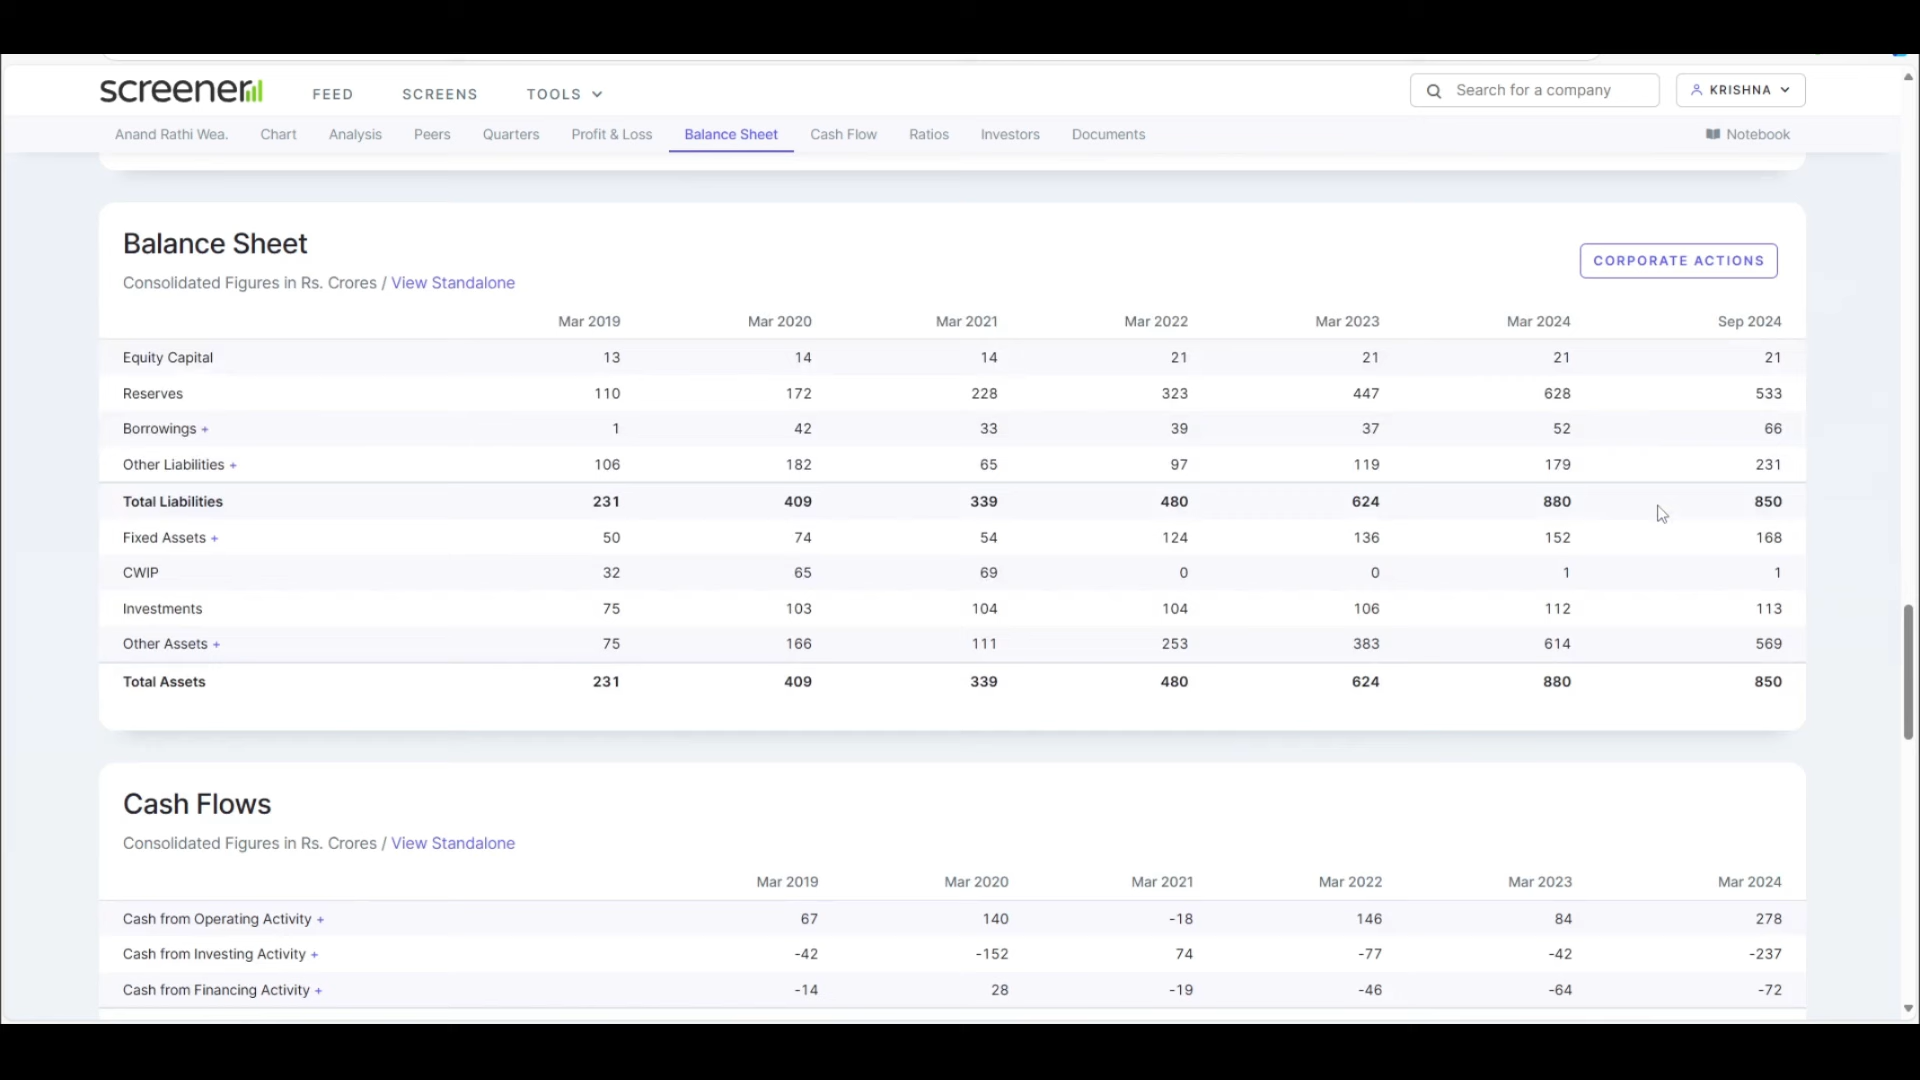 screener
FEED SCREENS TOOLS
Search for a company
KRISHNA
Anand Rathi Wea. Chart Analysis Peers Quarters Profit & Loss Balance Sheet Cash Flow Ratios Investors Documents Notebook
Balance Sheet
CORPORATE ACTIONS
Consolidated Figures in Rs. Crores / View Standalone
Mar 2019 Mar 2020 Mar 2021 Mar 2022 Mar 2023 Mar 2024 Sep 2024
Equity Capital 13 14 14 21 21 21 21
Reserves 110 172 228 323 447 628 533
Borrowings + 1 42 33 39 37 52 66
Other Liabilities + 106 182 65 97 119 179 231
Total Liabilities 231 409 339 480 624 880 850
Fixed Assets + 50 74 54 124 136 152 168
CWIP 32 65 69 0 0 1 1
Investments 75 103 104 104 106 112 113
Other Assets + 75 166 111 253 383 614 569
Total Assets 231 409 339 480 624 880 850
Cash Flows
Consolidated Figures in Rs. Crores / View Standalone
Mar 2019 Mar 2020 Mar 2021 Mar 2022 Mar 2023 Mar 2024
Cash from Operating Activity + 67 140 -18 146 84 278
Cash from Investing Activity + -42 -152 74 -77 -42 -237
Cash from Financing Activity + -14 28 -19 -46 -64 -72